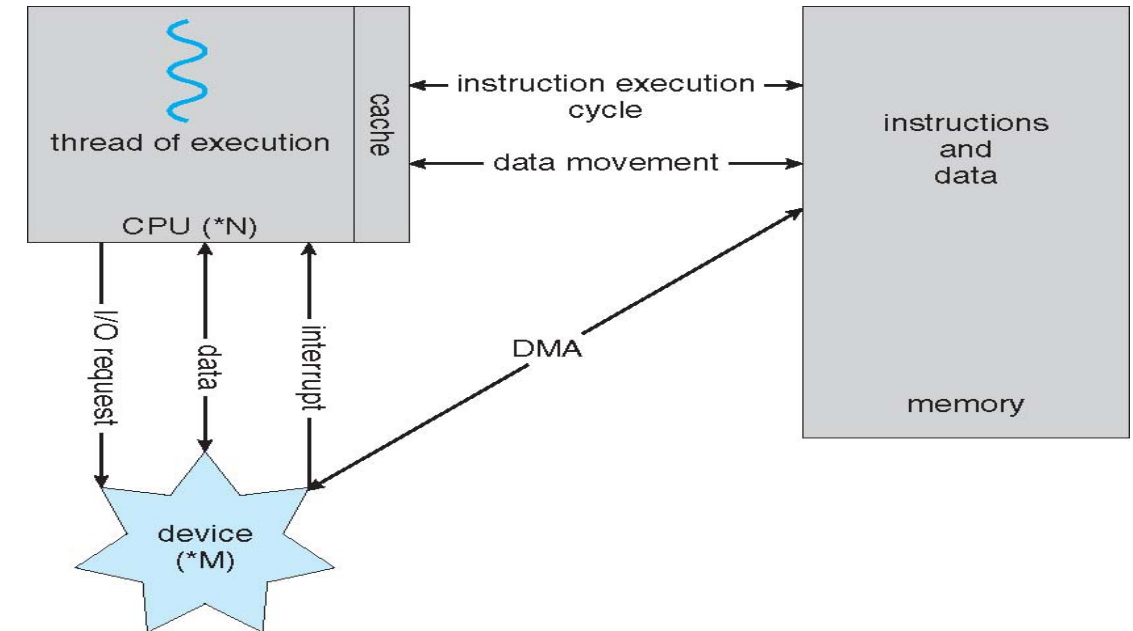 thread of execution
cache
CPU (*N)
instruction execution
cycle
data movement
instructions
and
data
memory
I/O request
data
interrupt
DMA
device
(*M)